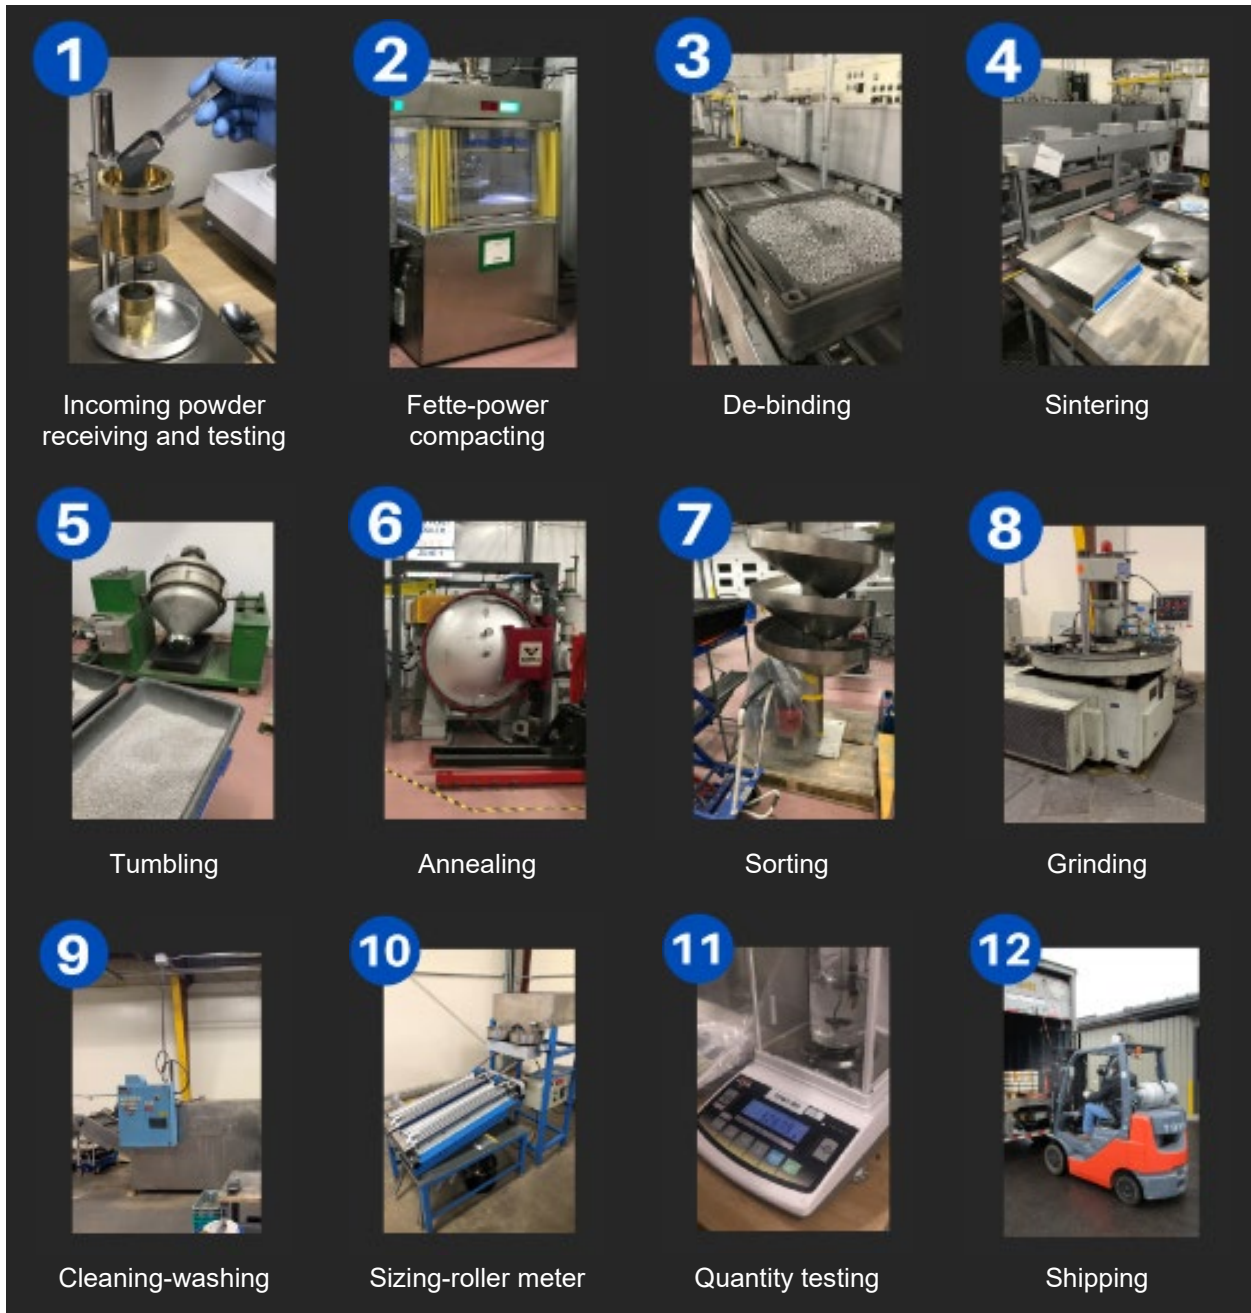 1
2
3
4
Incoming powder
receiving and testing
Fette-power
compacting
De-binding
Sintering
5
6
7
8
Tumbling
Annealing
Sorting
Grinding
9
10
11
12
Cleaning-washing
Sizing-roller meter
Quantity testing
Shipping